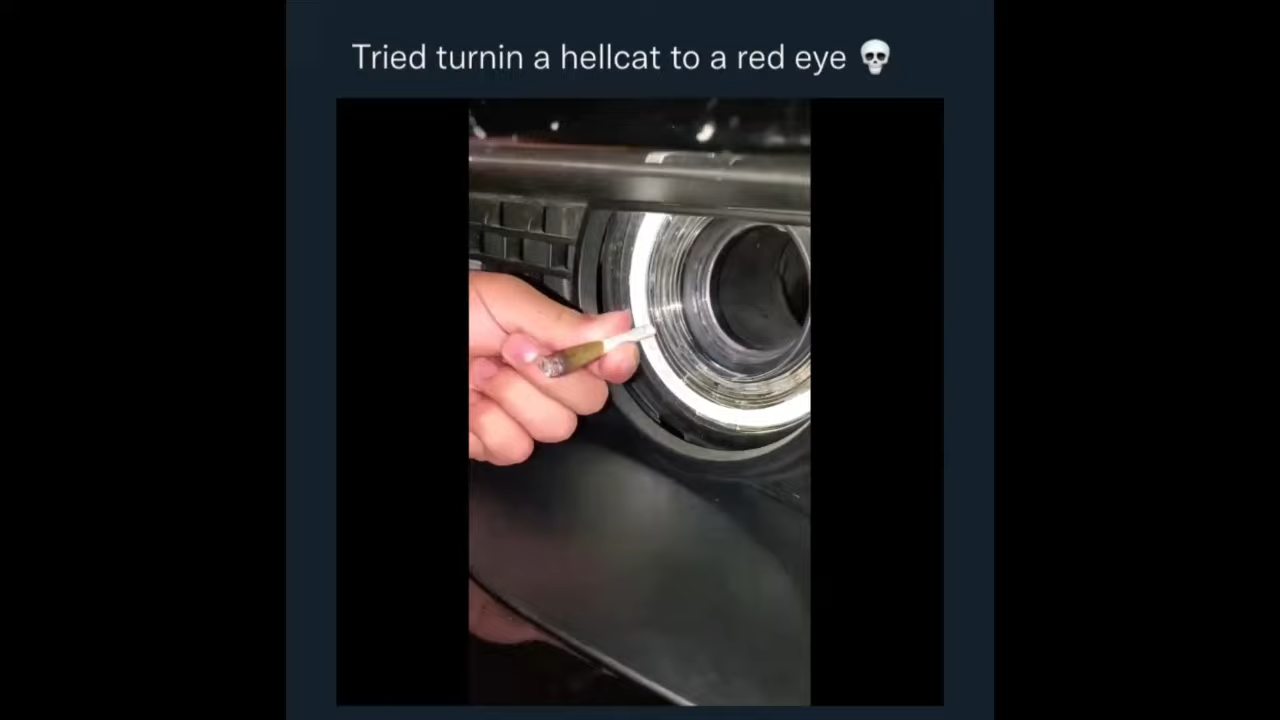 Tried turnin a hellcat to a red eye 💀